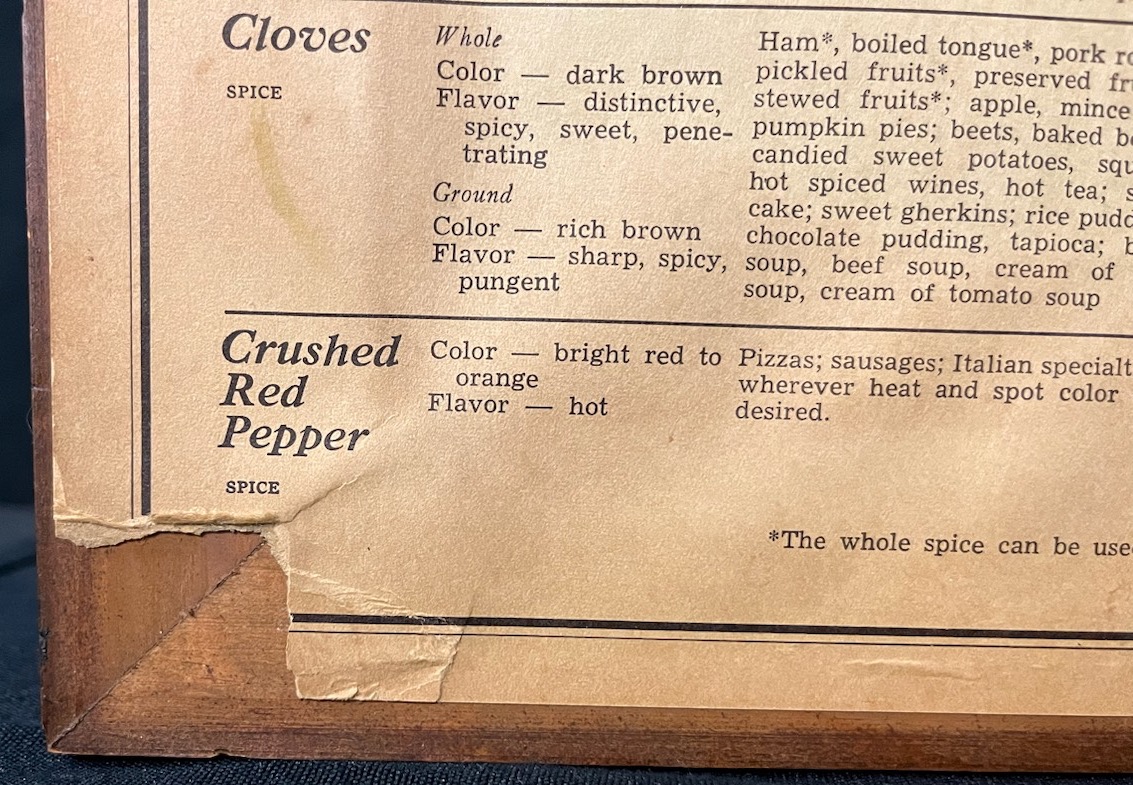 Cloves
SPICE
Whole
Color — dark brown
Flavor — distinctive,
spicy, sweet, pene-
trating
Ground
Color — rich brown
Flavor — sharp, spicy,
pungent
Ham*, boiled tongue*, pork
pickled fruits*, preserved
stewed fruits*; apple, mince
pumpkin pies; beets, baked
candied sweet potatoes,
hot spiced wines, hot tea;
cake; sweet gherkins; rice
chocolate pudding, tapioca;
soup, beef soup, cream of
soup, cream of tomato soup
Crushed
Red
Pepper
SPICE
Color — bright red to
orange
Flavor — hot
Pizzas; sausages; Italian
wherever heat and spot color
desired.
*The whole spice can be